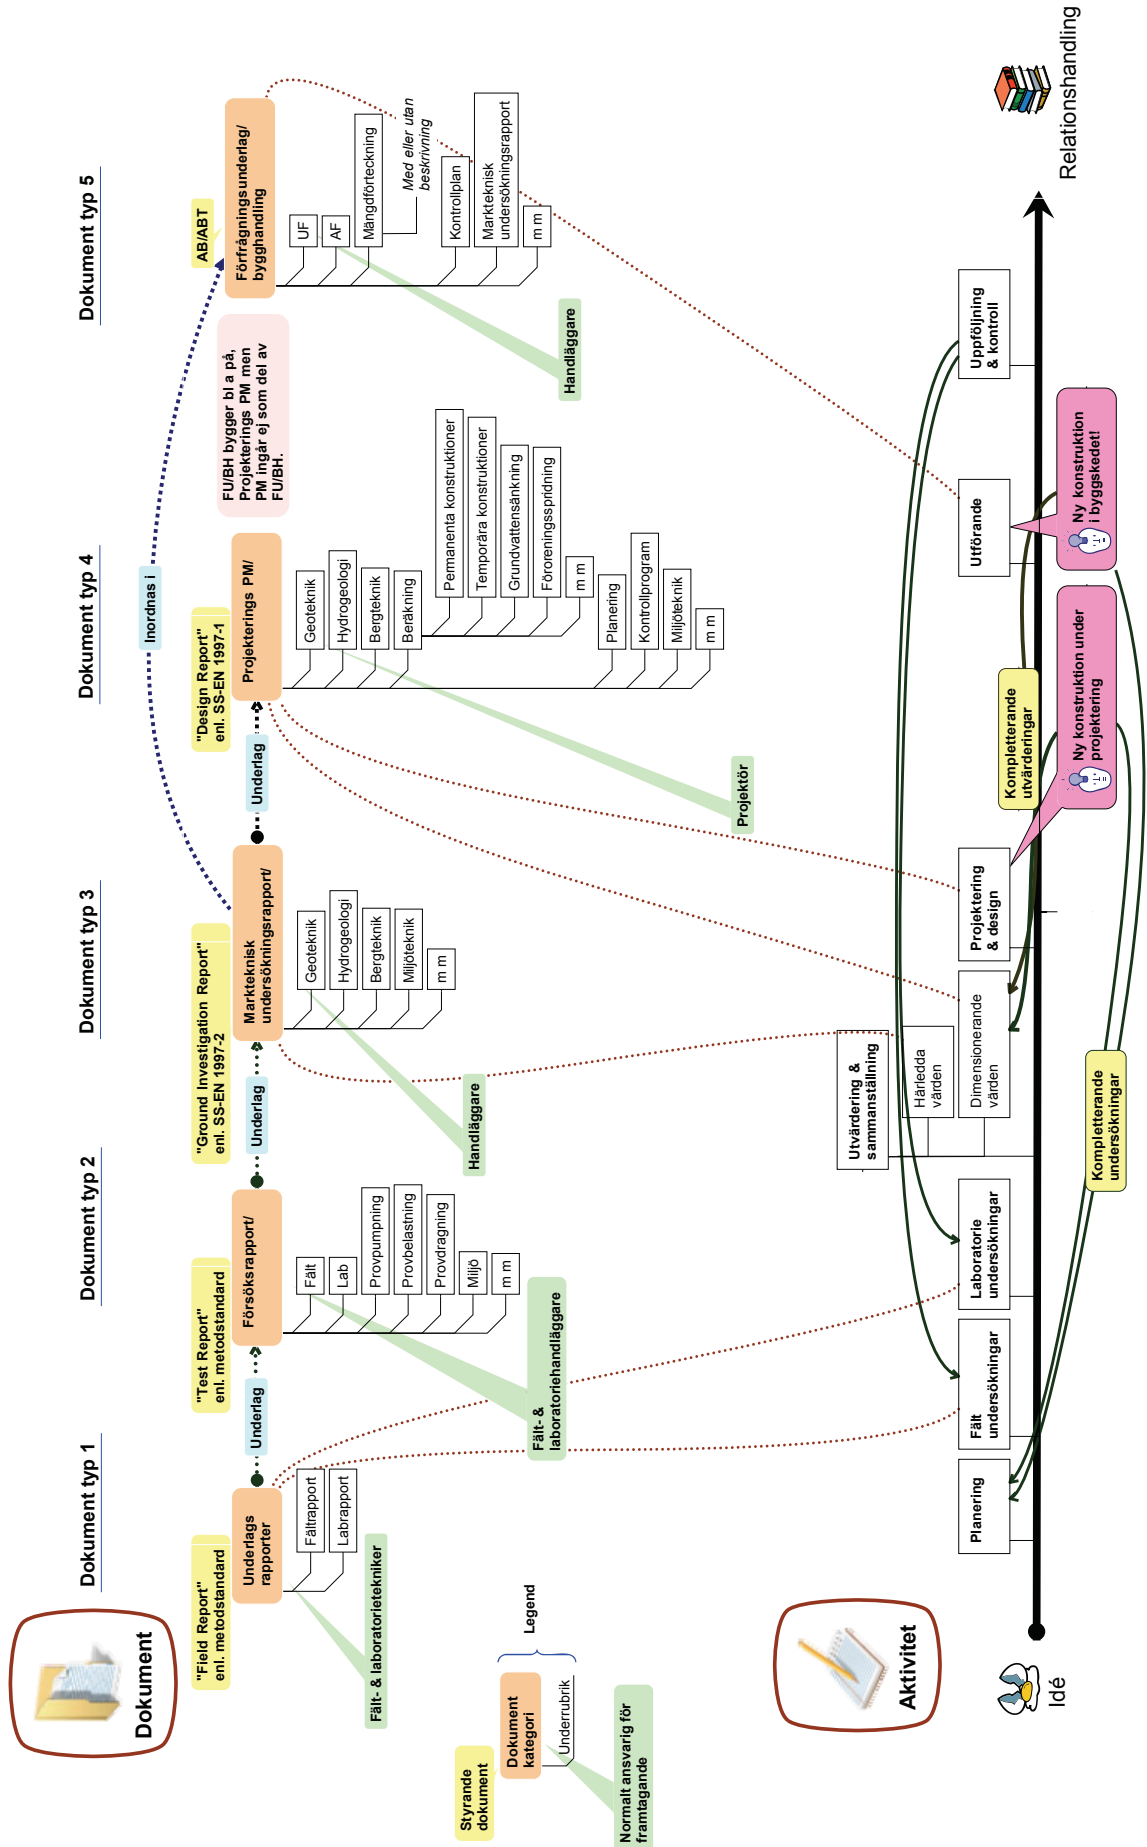 Dokument
Dokument typ 1
Dokument typ 2
Dokument typ 3
Dokument typ 4
Dokument typ 5
"Field Report"
enl. metodstandard
Underlags
rapporter
Fältrapport
Labrapport
Fält- & laboratorietekniker
Underlag
"Test Report"
enl. metodstandard
Försöksrapport/
Fält
Lab
Provpumpning
Provbelastning
Provdragning
Miljö
m m
Fält- &
laboratoriehandläggare
Underlag
"Ground Investigation Report"
enl. SS-EN 1997-2
Markteknisk
undersökningsrapport/
Geoteknik
Hydrogeologi
Bergteknik
Miljöteknik
m m
Handläggare
Underlag
Inordnas i
"Design Report"
enl. SS-EN 1997-1
Projekterings PM/
Geoteknik
Hydrogeologi
Bergteknik
Beräkning
Permanenta konstruktioner
Temporära konstruktioner
Grundvattensänkning
Föroreningsspridning
m m
Planering
Kontrollprogram
Miljöteknik
m m
Projektör
FU/BH bygger bl a på,
Projekterings PM men
PM ingår ej som del av
FU/BH.
AB/ABT
Förfrågningsunderlag/
bygghandling
UF
AF
Mängdförteckning
Med eller utan
beskrivning
Kontrollplan
Markteknisk
undersökningsrapport
m m
Handläggare
Styrande
dokument
Dokument
kategori
Underrubrik
Legend
Normalt ansvarig för
framtagande
Aktivitet
Idé
Planering
Fält
undersökningar
Laboratorie
undersökningar
Utvärdering &
sammanställning
Härledda
värden
Dimensionerande
värden
Projektering
& design
Utförande
Uppföljning
& kontroll
Kompletterande
undersökningar
Kompletterande
utvärderingar
Ny konstruktion under
projektering
Ny konstruktion
i byggskedet!
Relationshandling